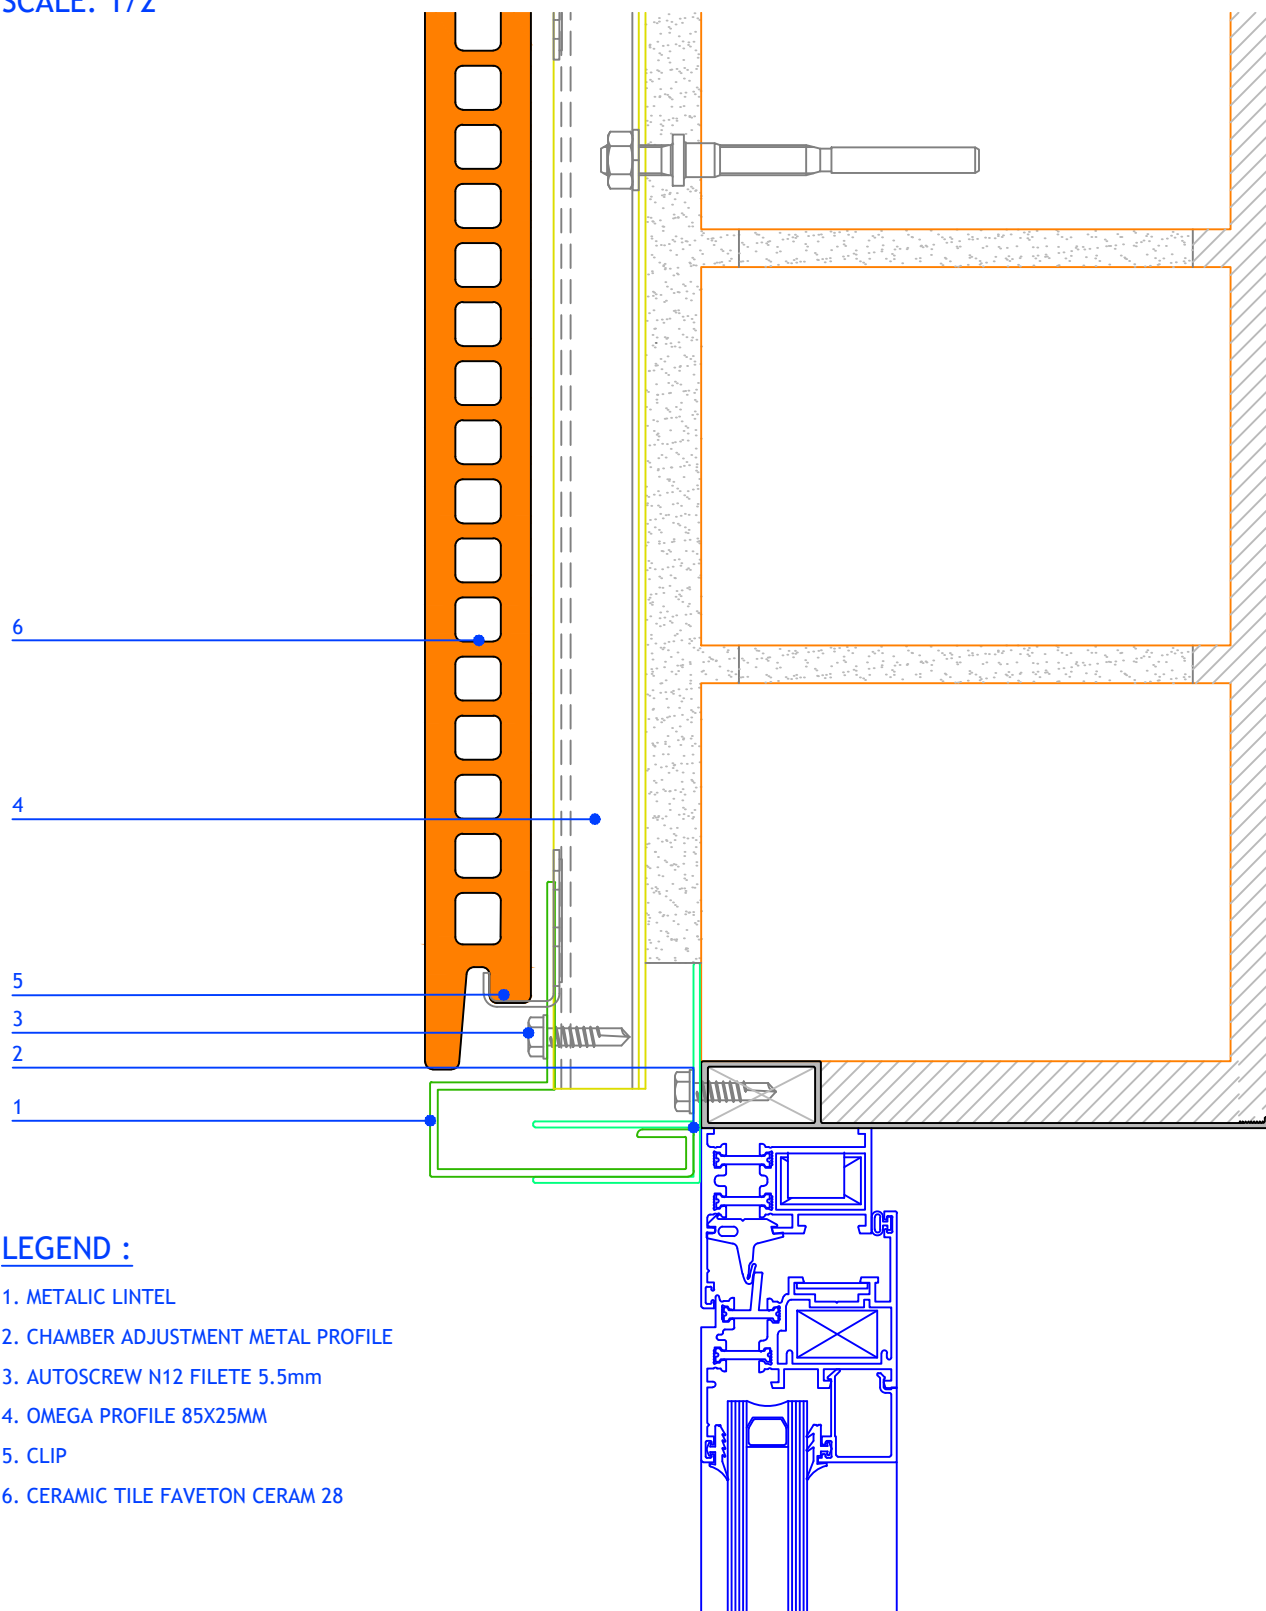 SCALE: 1/2
6
4
5
3
2
1
LEGEND :
1. METALIC LINTEL
2. CHAMBER ADJUSTMENT METAL PROFILE
3. AUTOSCREW N12 FILETE 5.5mm
4. OMEGA PROFILE 85X25MM
5. CLIP
6. CERAMIC TILE FAVETON CERAM 28